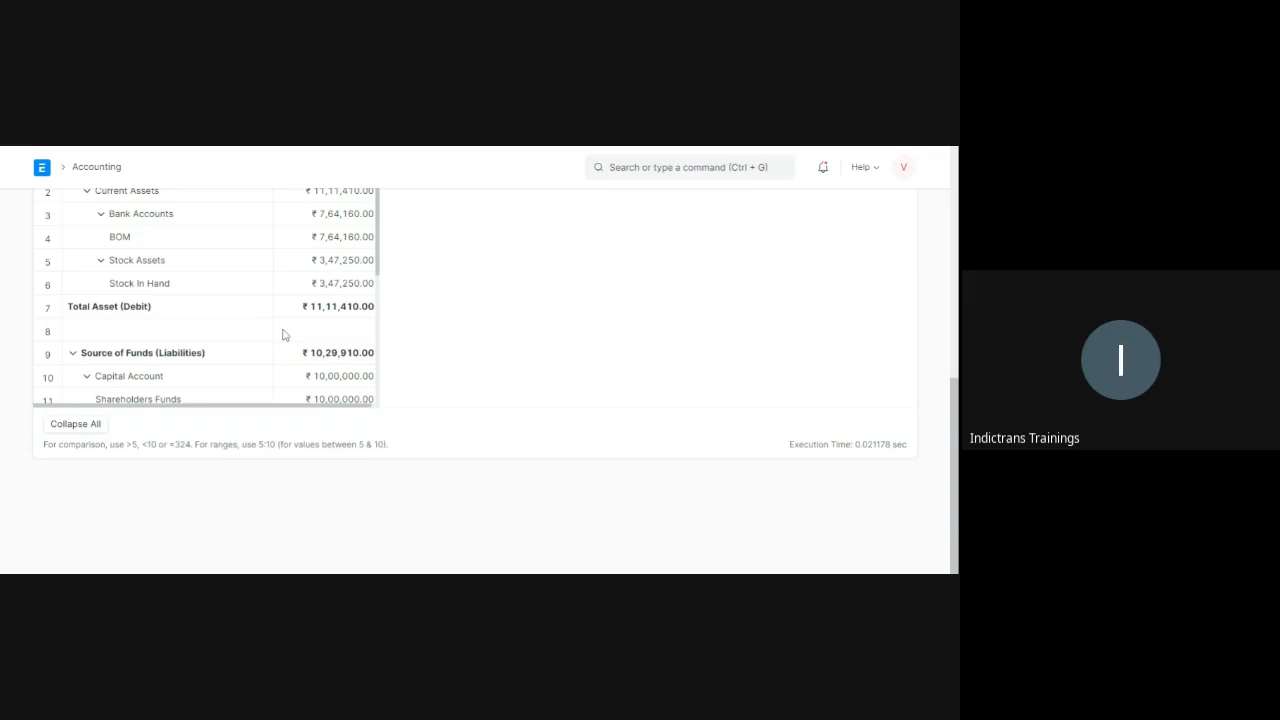 E > Accounting Search or type a command (Ctrl + G) Help V
2 Current Assets ₹ 11,11,410.00
3 Bank Accounts ₹ 7,64,160.00
4 BOM ₹ 7,64,160.00
5 Stock Assets ₹ 3,47,250.00
6 Stock In Hand ₹ 3,47,250.00
7 Total Asset (Debit) ₹ 11,11,410.00
8
9 Source of Funds (Liabilities) ₹ 10,29,910.00
10 Capital Account ₹ 10,00,000.00
11 Shareholders Funds ₹ 10,00,000.00
Collapse All
For comparison, use >5, <10 or =324. For ranges, use 5:10 (for values between 5 & 10). Execution Time: 0.021178 sec
I
Indictrans Trainings